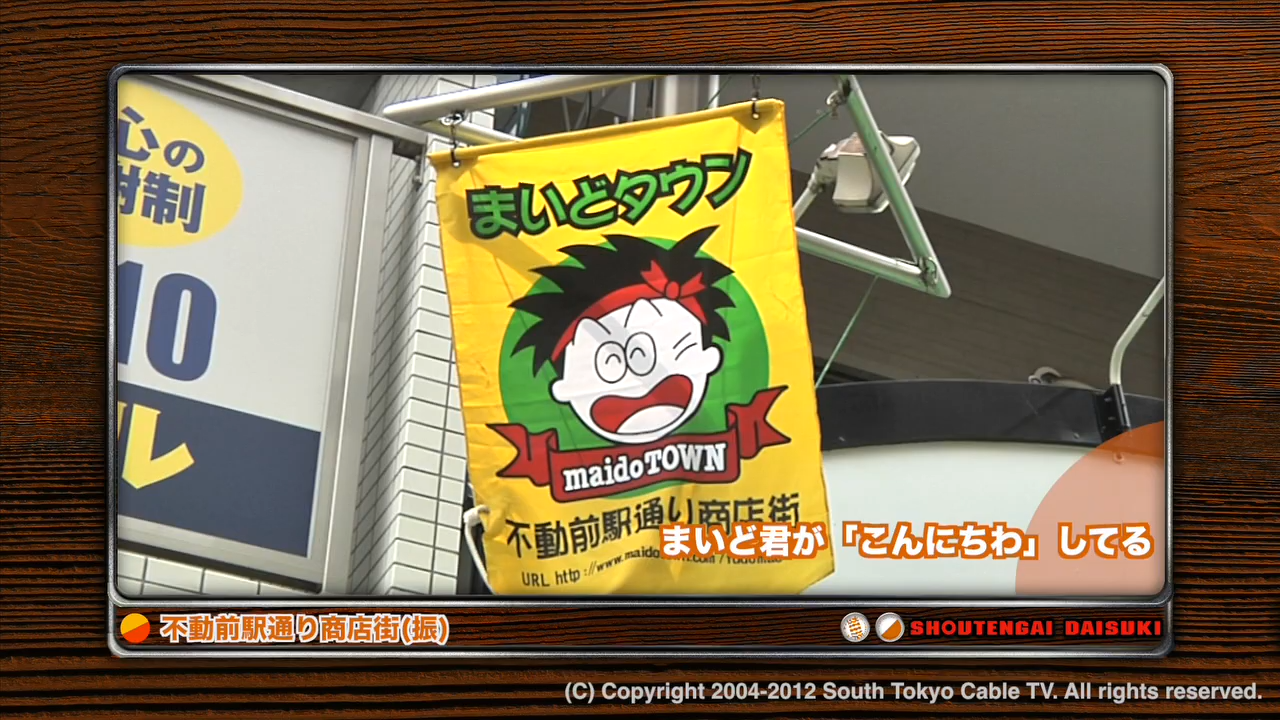 心の
制
10
ル
まいどタウン
maidoTOWN
不動前駅通り商店街
URL http://www.maido
まいど君が「こんにちわ」してる
不動前駅通り商店街(振)
SHOUTENGAI DAISUKI
(C) Copyright 2004-2012 South Tokyo Cable TV. All rights reserved.